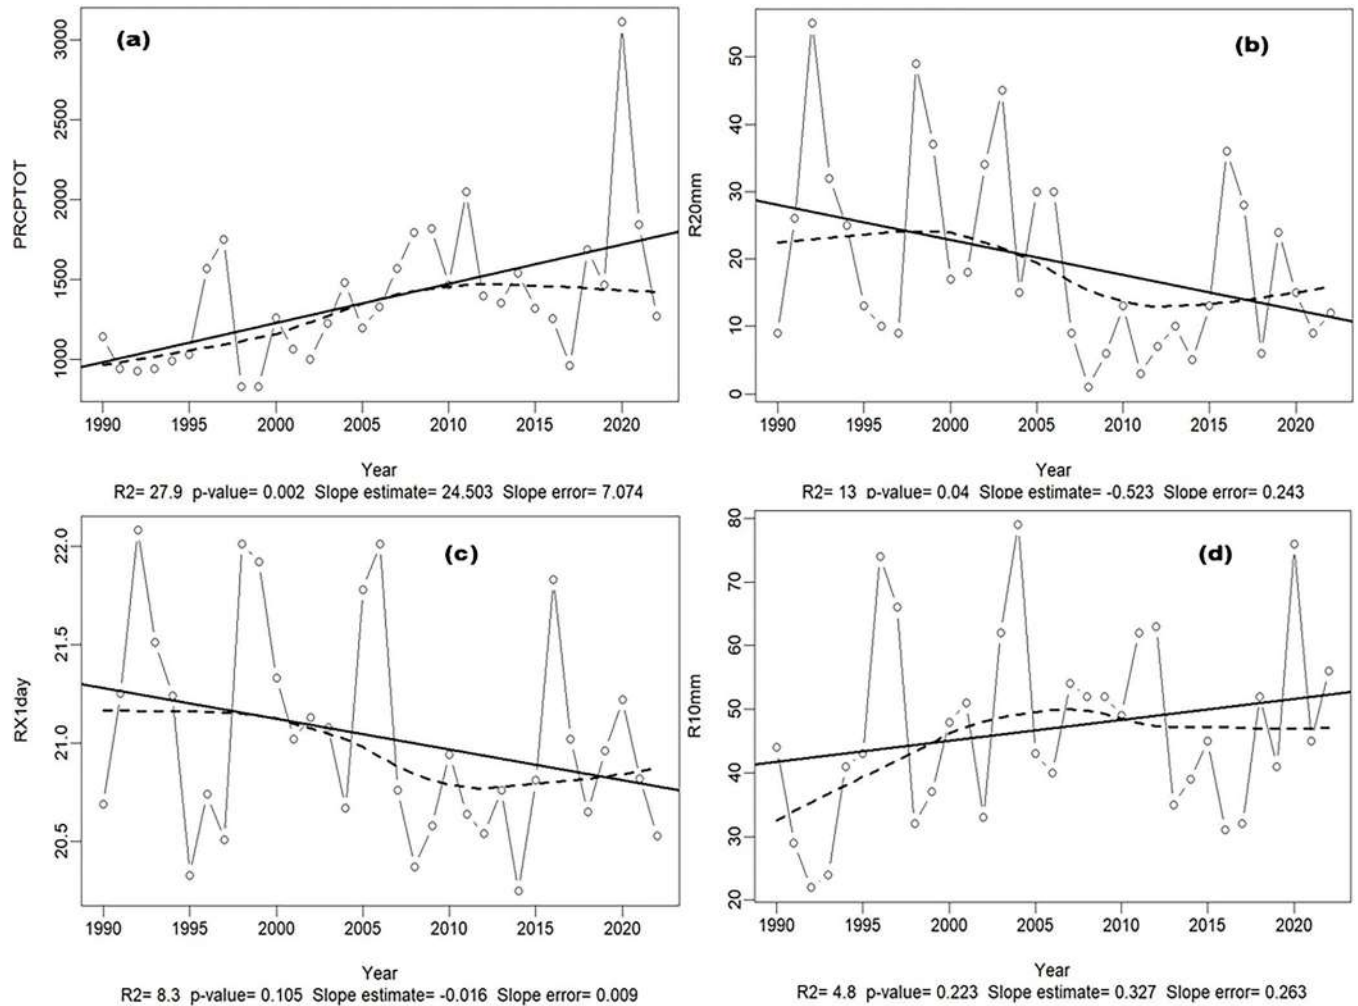 (a)
PRCPTOT
3000
2500
2000
1500
1000
1990 1995 2000 2005 2010 2015 2020
Year
R2= 27.9 p-value= 0.002 Slope estimate= 24.503 Slope error= 7.074
(b)
R20mm
50
40
30
20
10
0
1990 1995 2000 2005 2010 2015 2020
Year
R2= 13 p-value= 0.04 Slope estimate= -0.523 Slope error= 0.243
(c)
RX1day
22.0
21.5
21.0
20.5
1990 1995 2000 2005 2010 2015 2020
Year
R2= 8.3 p-value= 0.105 Slope estimate= -0.016 Slope error= 0.009
(d)
R10mm
80
70
60
50
40
30
20
1990 1995 2000 2005 2010 2015 2020
Year
R2= 4.8 p-value= 0.223 Slope estimate= 0.327 Slope error= 0.263